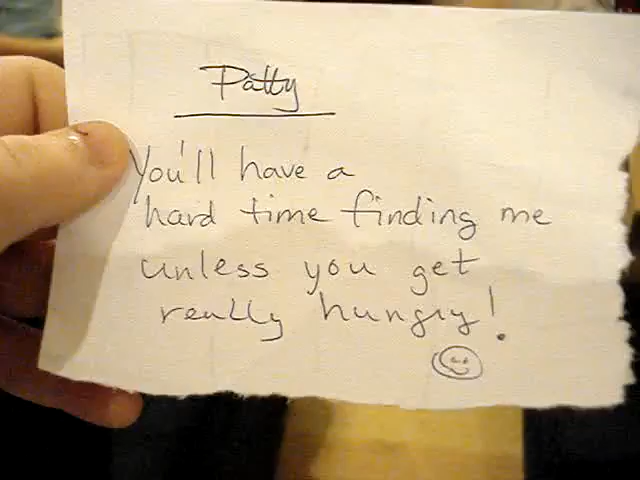 Patty
You'll have a
hard time finding me
unless you get
really hungry!